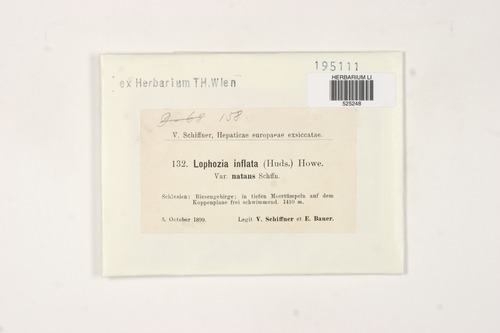 195111
ex Herbarium TH.Wien
HERBARIUM LI
525248
158.
V. Schiffner, Hepaticae europaeae exsiccatae.
132. Lophozia inflata (Huds.) Howe.
Var. natans Schffn.
Schlesien: Riesengebirge; in tiefen Moortümpeln auf dem
Koppenplane frei schwimmend. 1410 m.
5. October 1899. Legit V. Schiffner et E. Bauer.